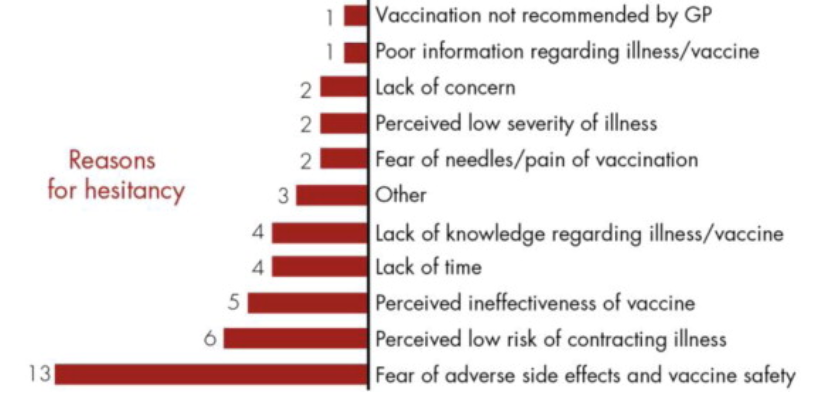 1 Vaccination not recommended by GP
1 Poor information regarding illness/vaccine
2 Lack of concern
2 Perceived low severity of illness
Reasons
for hesitancy
2 Fear of needles/pain of vaccination
3 Other
4 Lack of knowledge regarding illness/vaccine
4 Lack of time
5 Perceived ineffectiveness of vaccine
6 Perceived low risk of contracting illness
13 Fear of adverse side effects and vaccine safety